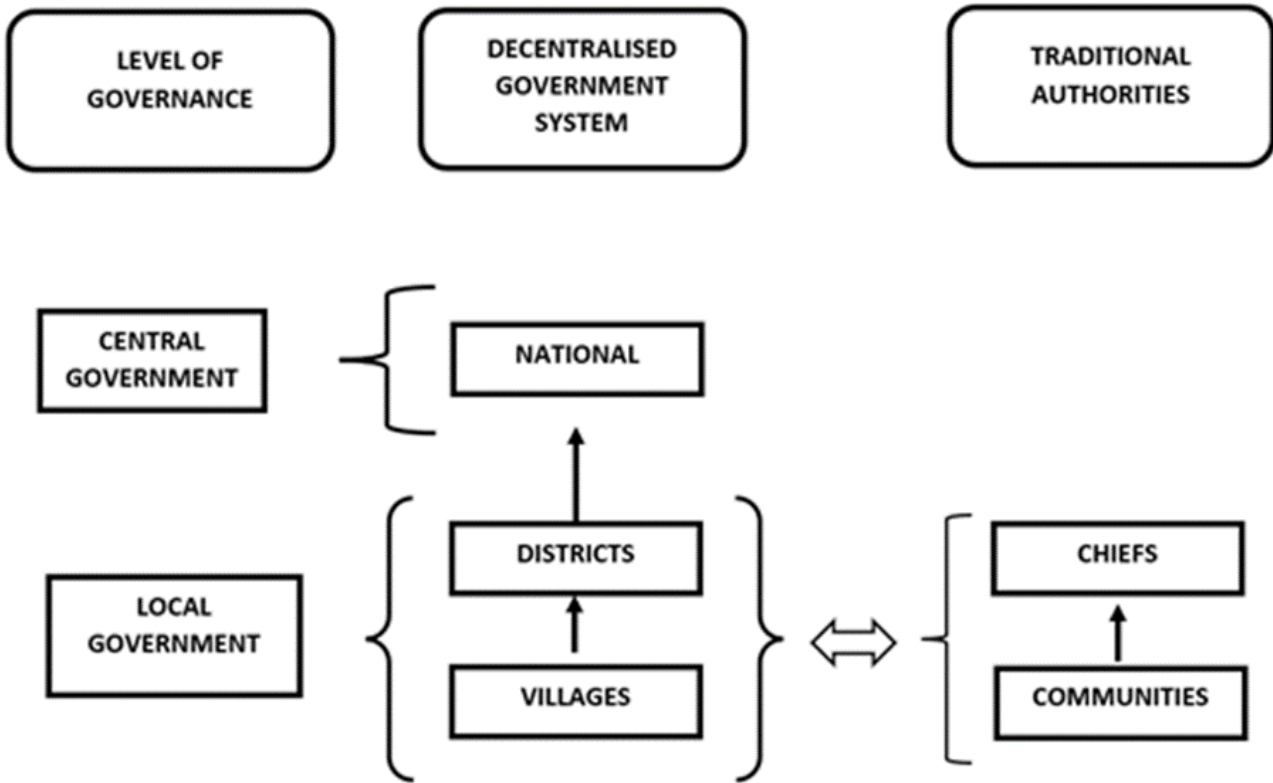 LEVEL OF
GOVERNANCE
DECENTRALISED
GOVERNMENT
SYSTEM
TRADITIONAL
AUTHORITIES
CENTRAL
GOVERNMENT
NATIONAL
LOCAL
GOVERNMENT
DISTRICTS
VILLAGES
CHIEFS
COMMUNITIES